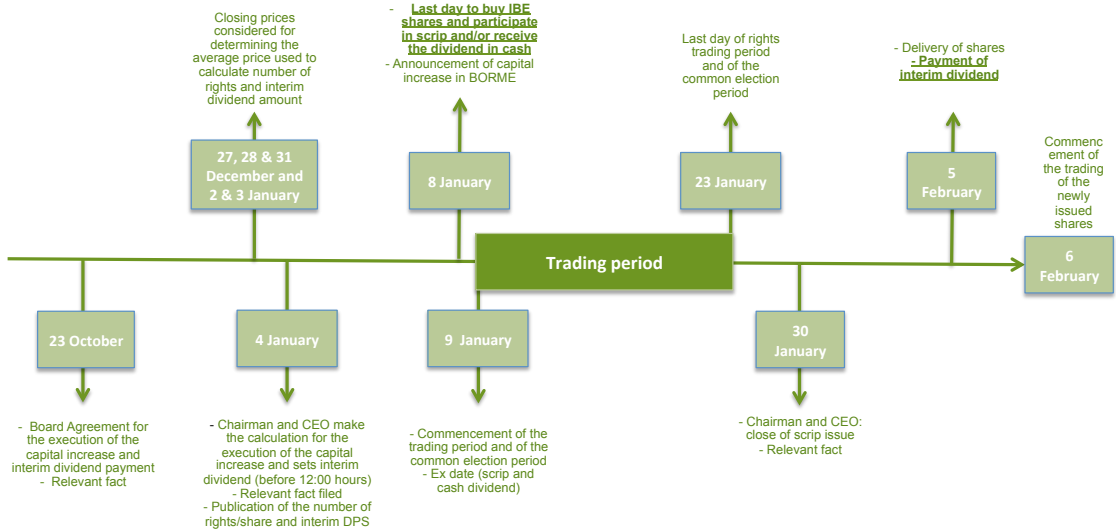 Closing prices
considered for
determining the
average price used to
calculate number of
rights and interim
dividend amount
- Last day to buy IBE
shares and participate
in scrip and/or receive
the dividend in cash
- Announcement of capital
increase in BORME
Last day of rights
trading period
and of the
common election
period
- Delivery of shares
- Payment of
interim dividend
Commenc
ement of
the trading
of the
newly
issued
shares
27, 28 & 31
December and
2 & 3 January
8 January
23 January
5
February
6
February
Trading period
23 October
4 January
9 January
30
January
- Board Agreement for
the execution of the
capital increase and
interim dividend payment
- Relevant fact
- Chairman and CEO make
the calculation for the
execution of the capital
increase and sets interim
dividend (before 12:00 hours)
- Relevant fact filed
- Publication of the number of
rights/share and interim DPS
- Commencement of the
trading period and of the
common election period
- Ex date (scrip and
cash dividend)
- Chairman and CEO:
close of scrip issue
- Relevant fact